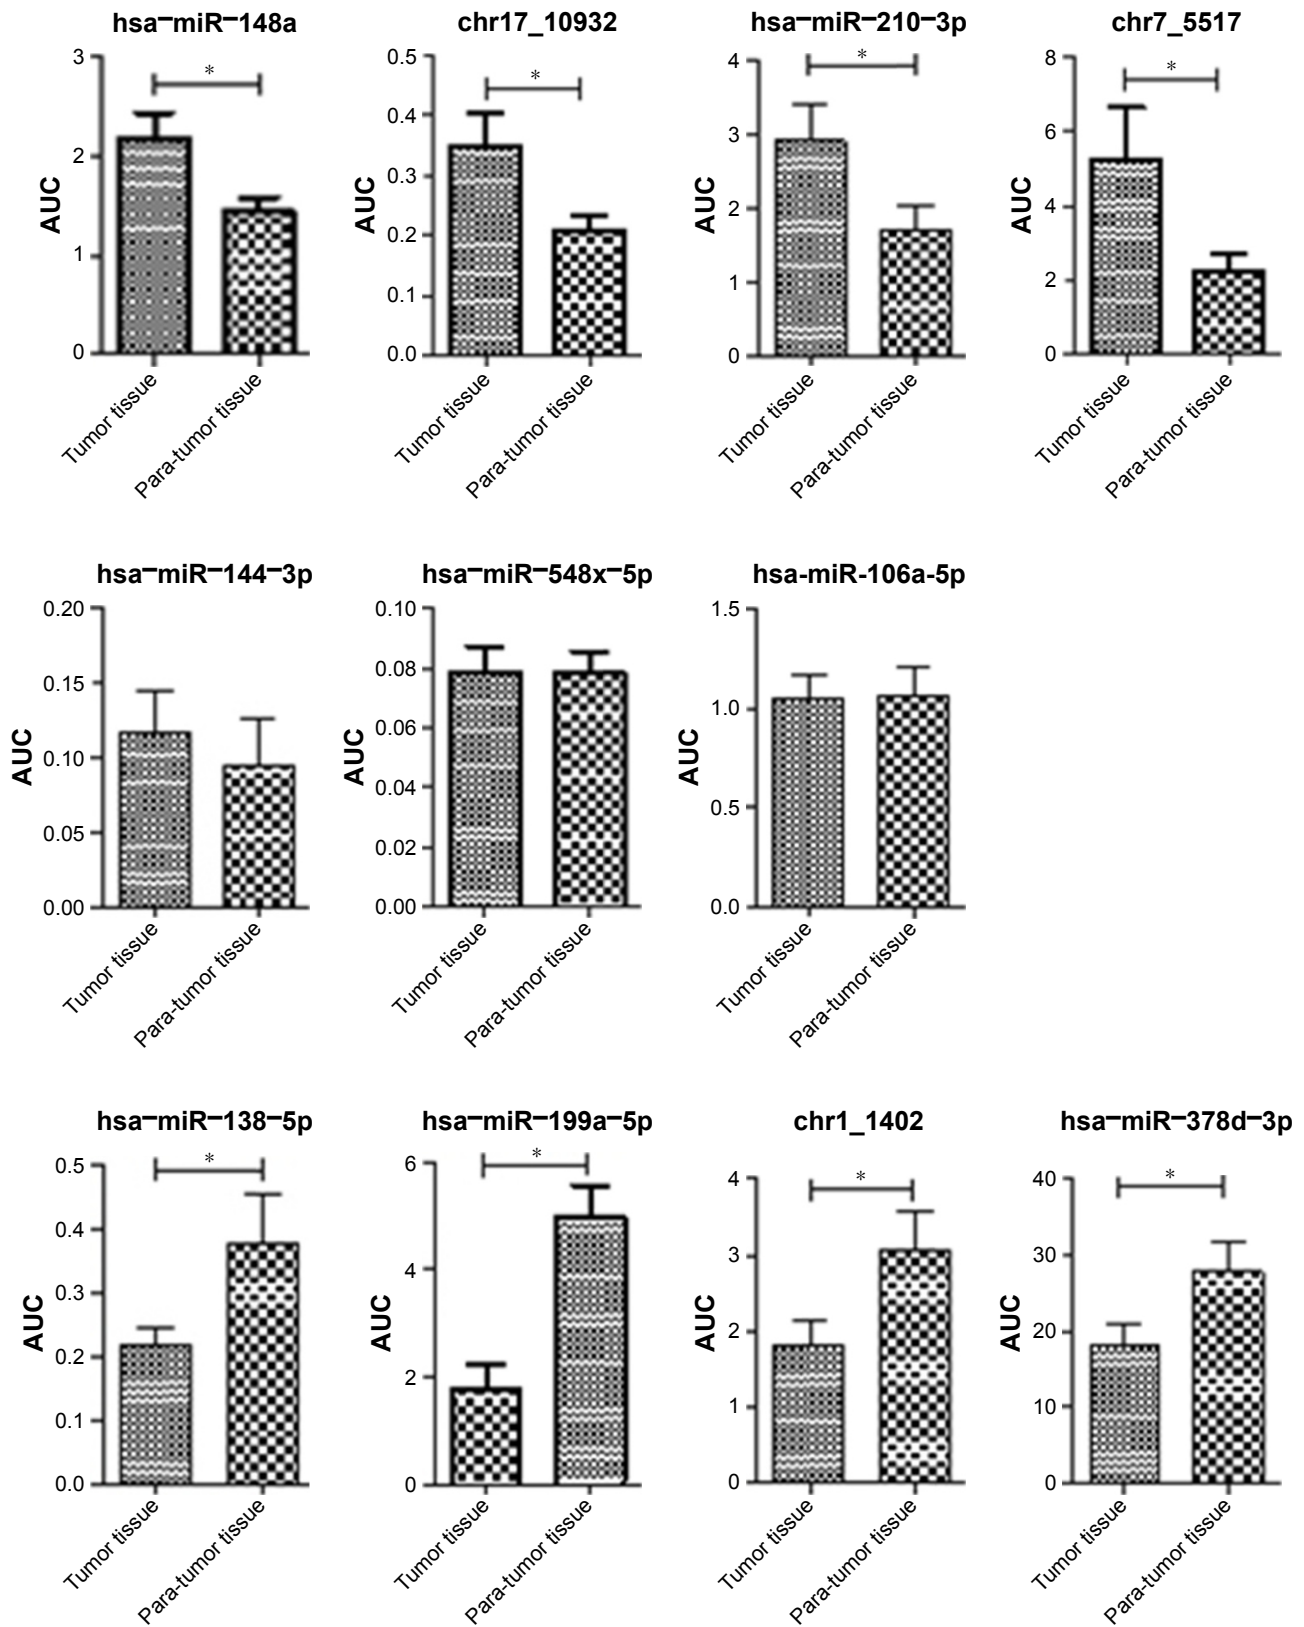 hsa-miR-148a
chr17_10932
hsa-miR-210-3p
chr7_5517
3
2
1
0
AUC
*
Tumor tissue
Para-tumor tissue
0.5
0.4
0.3
0.2
0.1
0.0
AUC
*
Tumor tissue
Para-tumor tissue
4
3
2
1
0
AUC
*
Tumor tissue
Para-tumor tissue
8
6
4
2
0
AUC
*
Tumor tissue
Para-tumor tissue
hsa-miR-144-3p
hsa-miR-548x-5p
hsa-miR-106a-5p
0.20
0.15
0.10
0.05
0.00
AUC
Tumor tissue
Para-tumor tissue
0.10
0.08
0.06
0.04
0.02
0.00
AUC
Tumor tissue
Para-tumor tissue
1.5
1.0
0.5
0.0
AUC
Tumor tissue
Para-tumor tissue
hsa-miR-138-5p
hsa-miR-199a-5p
chr1_1402
hsa-miR-378d-3p
0.5
0.4
0.3
0.2
0.1
0.0
AUC
*
Tumor tissue
Para-tumor tissue
6
4
2
0
AUC
*
Tumor tissue
Para-tumor tissue
4
3
2
1
0
AUC
*
Tumor tissue
Para-tumor tissue
40
30
20
10
0
AUC
*
Tumor tissue
Para-tumor tissue